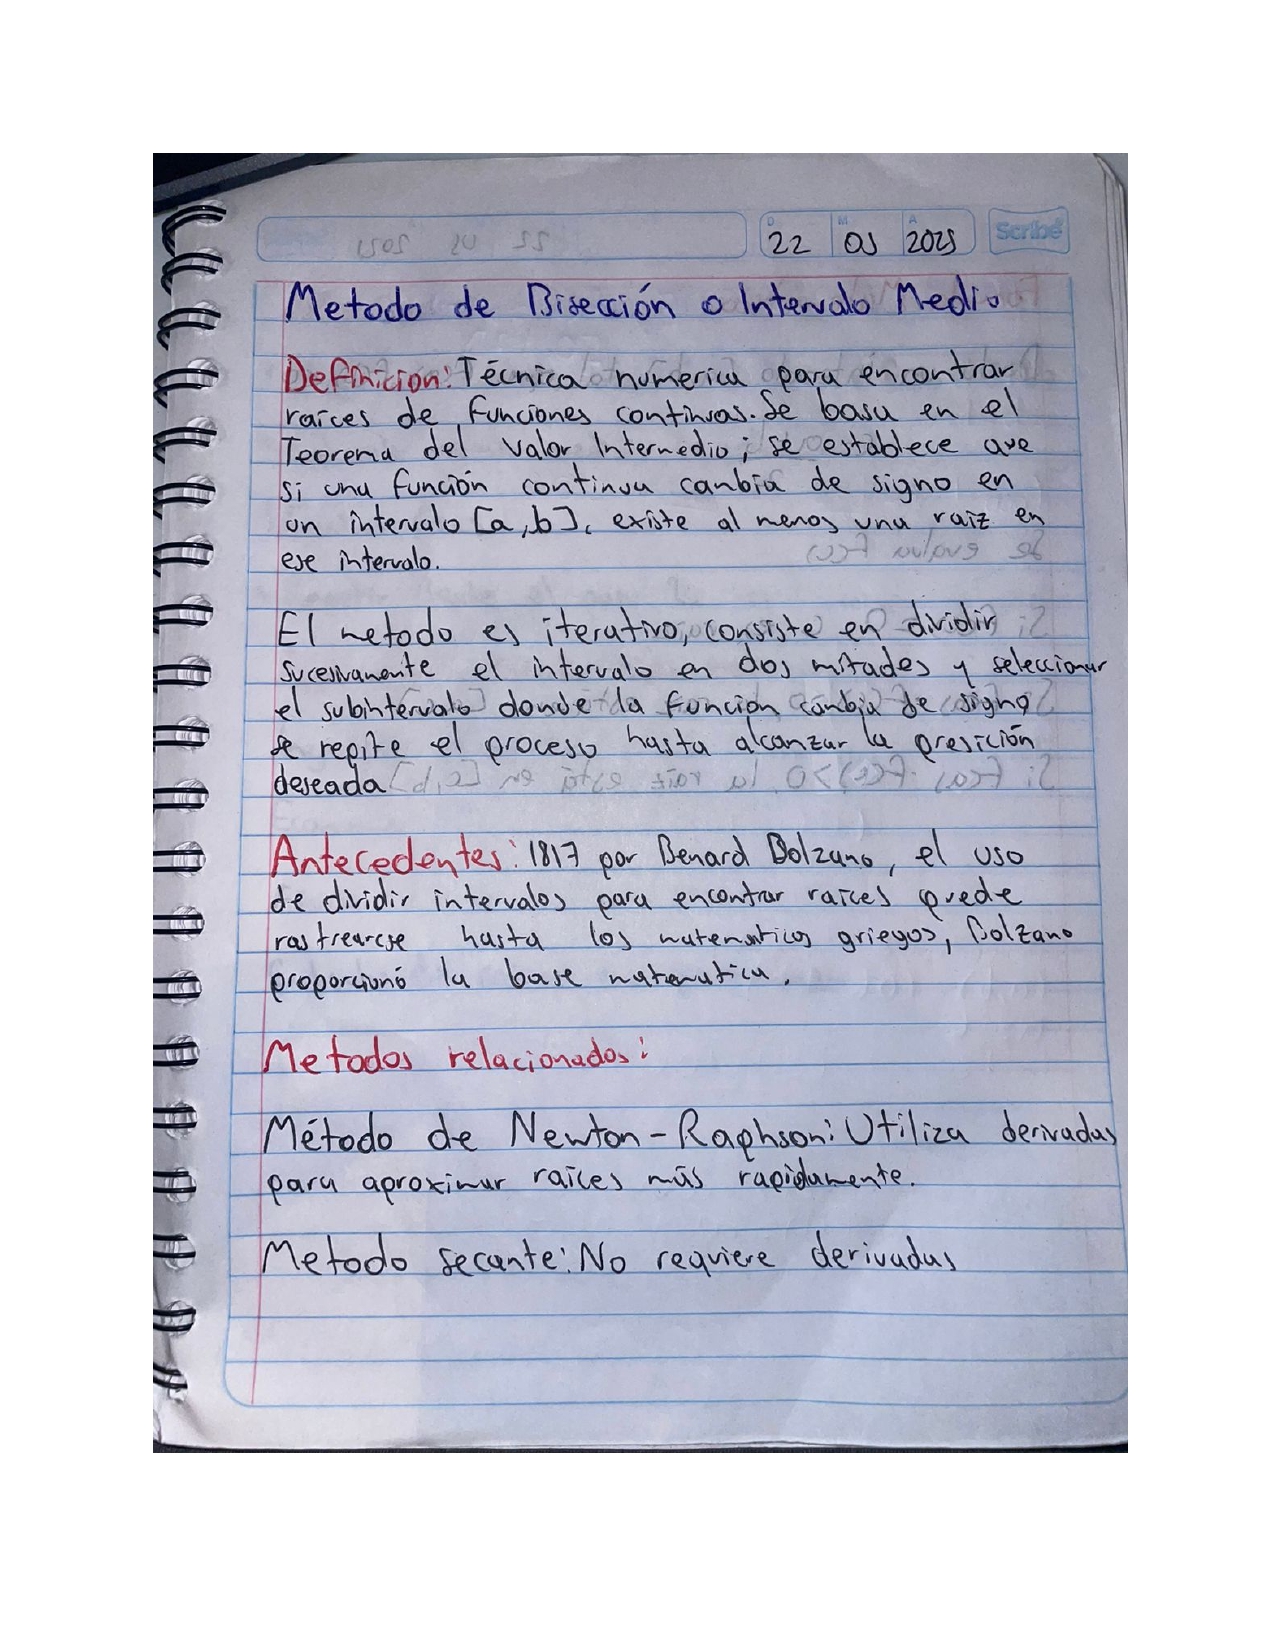 D M A
22 05 2025 Scribe
Metodo de Bisección o Intervalo Medio
Definicion: Técnica numerica para encontrar
raíces de funciones continuas. Se basa en el
Teorema del Valor Intermedio; se establece que
si una función continua cambia de signo en
un intervalo [a,b], existe al menos una raíz en
ese intervalo.
El metodo es iterativo, consiste en dividir
sucesivamente el intervalo en dos mitades y seleccionar
el subintervalo donde la función cambia de signo
se repite el proceso hasta alcanzar la presición
deseada
Antecedentes: 1817 por Benard Bolzano, el uso
de dividir intervalos para encontrar raíces puede
rastrearcse hasta los matematicos griegos, Bolzano
proporcionó la base matematica.
Metodos relacionados:
Método de Newton-Raphson: Utiliza derivadas
para aproximar raíces más rapidamente.
Metodo secante: No requiere derivadas